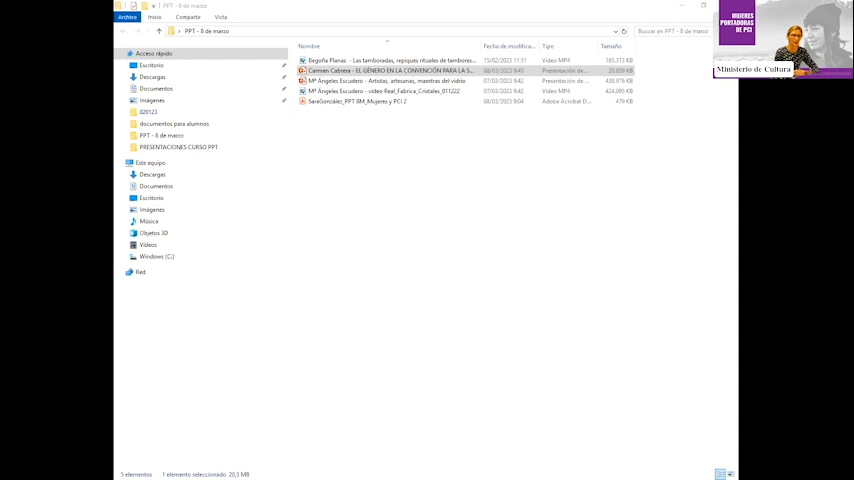 PPT - 8 de marzo
Archivo Inicio Compartir Vista
PPT - 8 de marzo
Buscar en PPT - 8 de marzo
MUJERES
PORTADORAS
DE PCI
Ministerio de Cultura
Nombre Fecha de modifica... Tipo Tamaño
Begoña Planas - Las tamboradas, repiques rituales de tambores... 15/02/2023 11:51 Vídeo MP4 165.313 KB
Carmen Cabrera - EL GÉNERO EN LA CONVENCIÓN PARA LA S... 08/03/2023 9:45 Presentación de ... 20.859 KB
Mª Ángeles Escudero - Artistas, artesanas, maestras del vidrio 07/03/2023 9:42 Presentación de ... 438.976 KB
Mª Ángeles Escudero - video Real_Fabrica_Cristales_011222 07/03/2023 9:42 Vídeo MP4 424.095 KB
SaraGonzález_PPT 8M_Mujeres y PCI 2 08/03/2023 9:04 Adobe Acrobat D... 479 KB
Acceso rápido
Escritorio
Descargas
Documentos
Imágenes
020123
documentos para alumnos
PPT - 8 de marzo
PRESENTACIONES CURSO PPT
Este equipo
Descargas
Documentos
Escritorio
Imágenes
Música
Objetos 3D
Vídeos
Windows (C:)
Red
5 elementos 1 elemento seleccionado 20,3 MB